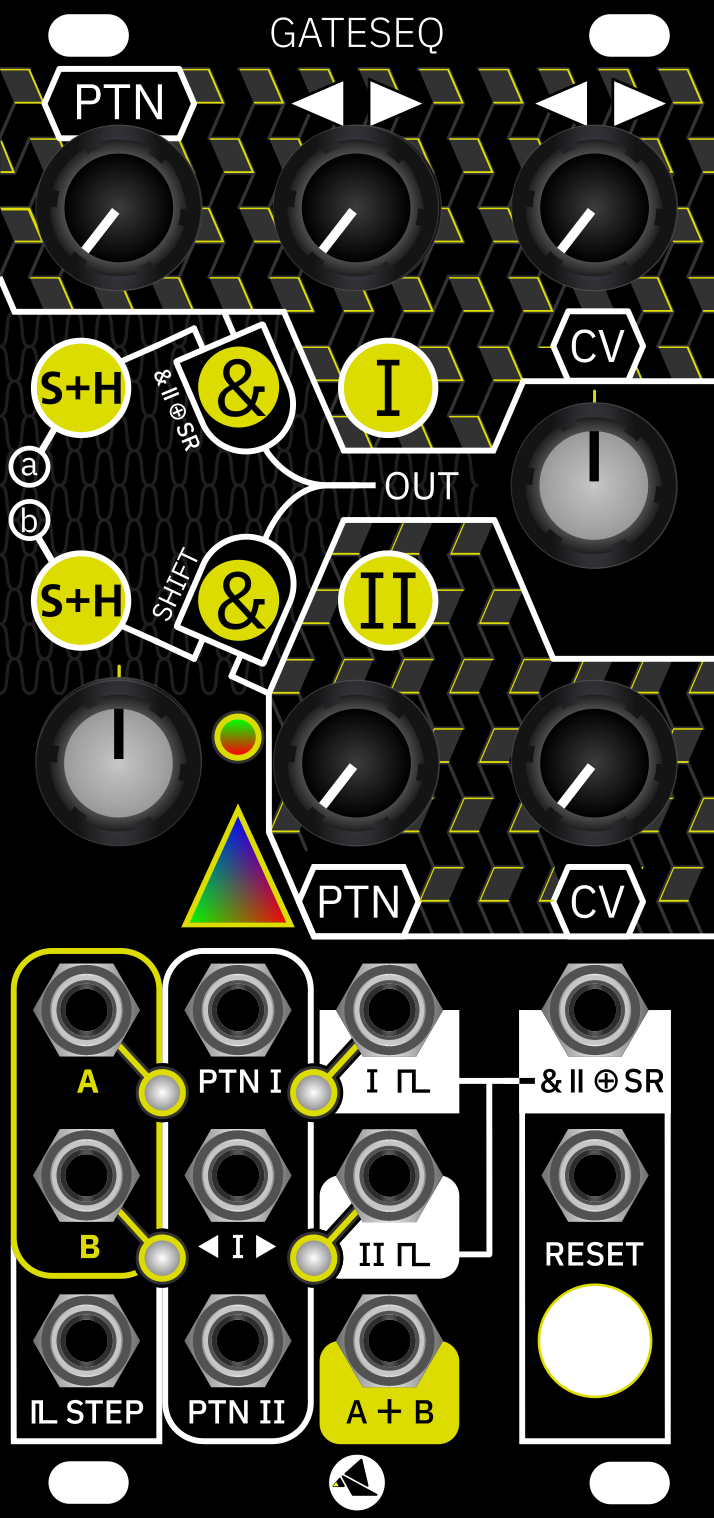 GATESEQ
PTN
◀ ▶
◀ ▶
CV
S+H
& II ⊕ SR
&
I
a
OUT
b
SHIFT
S+H
&
II
PTN
CV
A
PTN I
I
& II ⊕ SR
B
◀ I ▶
II
RESET
STEP
PTN II
A + B